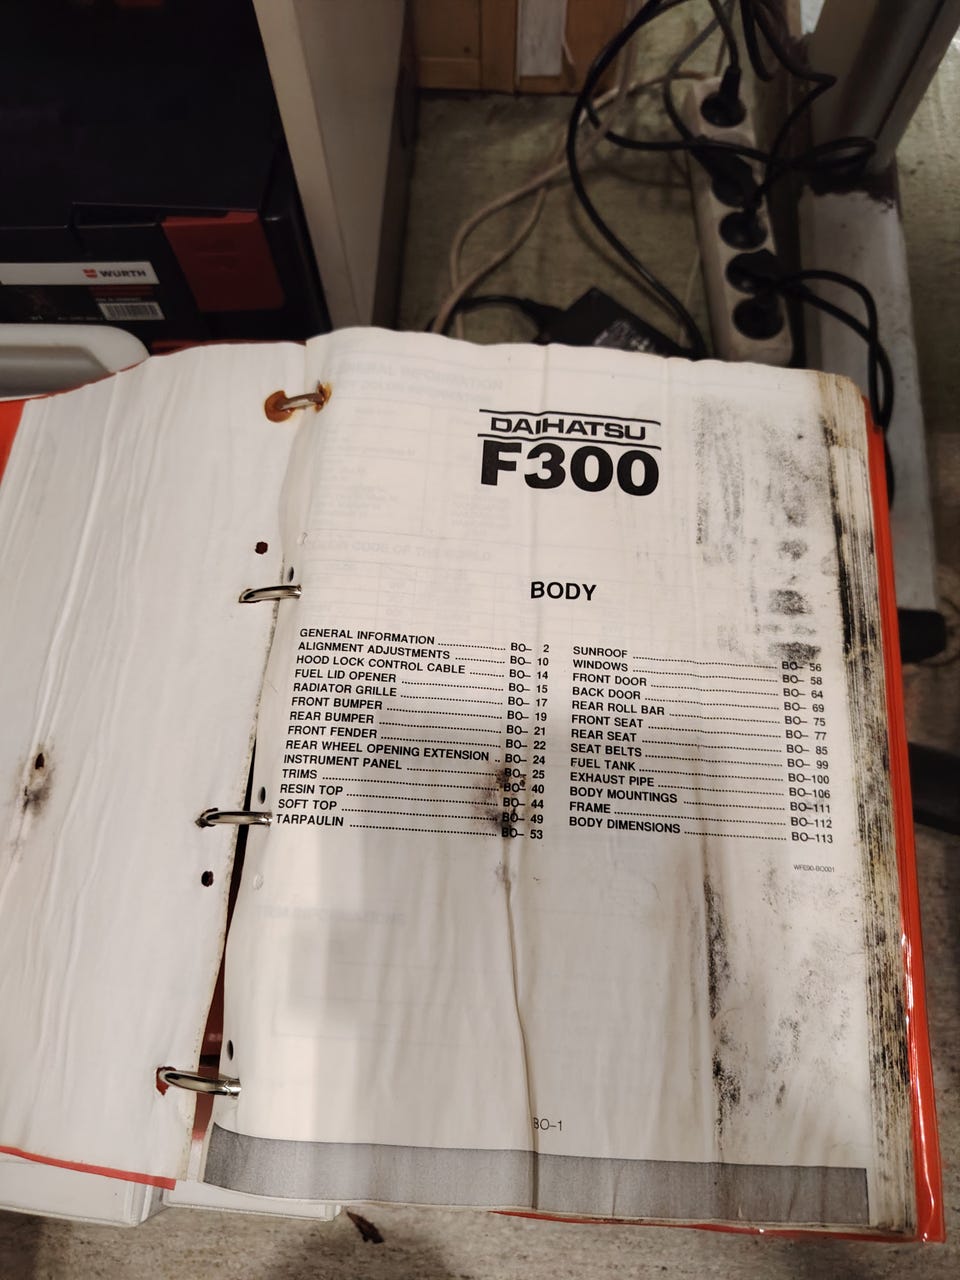 WURTH
DAIHATSU
F300
BODY
GENERAL INFORMATION ........ BO– 2
ALIGNMENT ADJUSTMENTS ........ BO– 10
HOOD LOCK CONTROL CABLE ........ BO– 14
FUEL LID OPENER ........ BO– 15
RADIATOR GRILLE ........ BO– 17
FRONT BUMPER ........ BO– 19
REAR BUMPER ........ BO– 21
FRONT FENDER ........ BO– 22
REAR WHEEL OPENING EXTENSION .. BO– 24
INSTRUMENT PANEL ........ BO– 25
TRIMS ........ BO– 40
RESIN TOP ........ BO– 44
SOFT TOP ........ BO– 49
TARPAULIN ........ BO– 53
SUNROOF ........ BO– 56
WINDOWS ........ BO– 58
FRONT DOOR ........ BO– 64
BACK DOOR ........ BO– 69
REAR ROLL BAR ........ BO– 75
FRONT SEAT ........ BO– 77
REAR SEAT ........ BO– 85
SEAT BELTS ........ BO– 99
FUEL TANK ........ BO–100
EXHAUST PIPE ........ BO–106
BODY MOUNTINGS ........ BO–111
FRAME ........ BO–112
BODY DIMENSIONS ........ BO–113
WFE90-BO001
BO–1